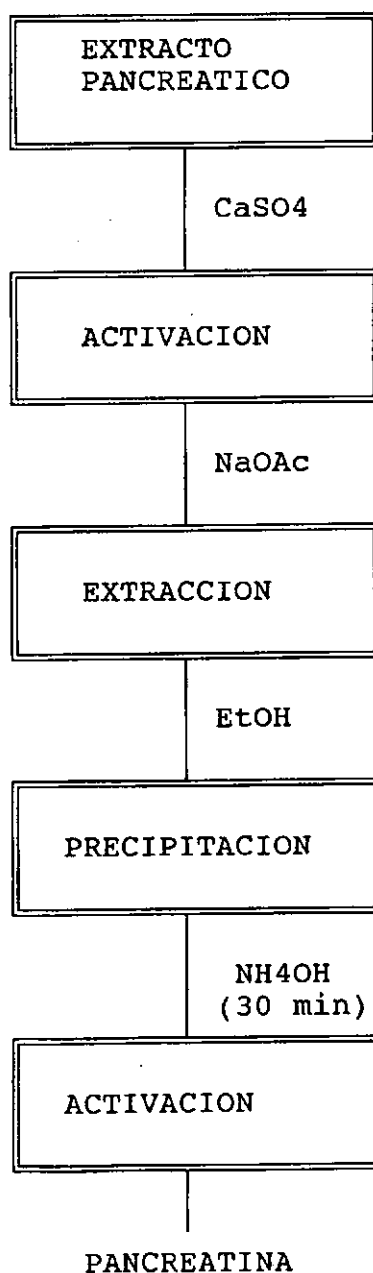 EXTRACTO
PANCREATICO
CaSO4
ACTIVACION
NaOAc
EXTRACCION
EtOH
PRECIPITACION
NH4OH
(30 min)
ACTIVACION
PANCREATINA